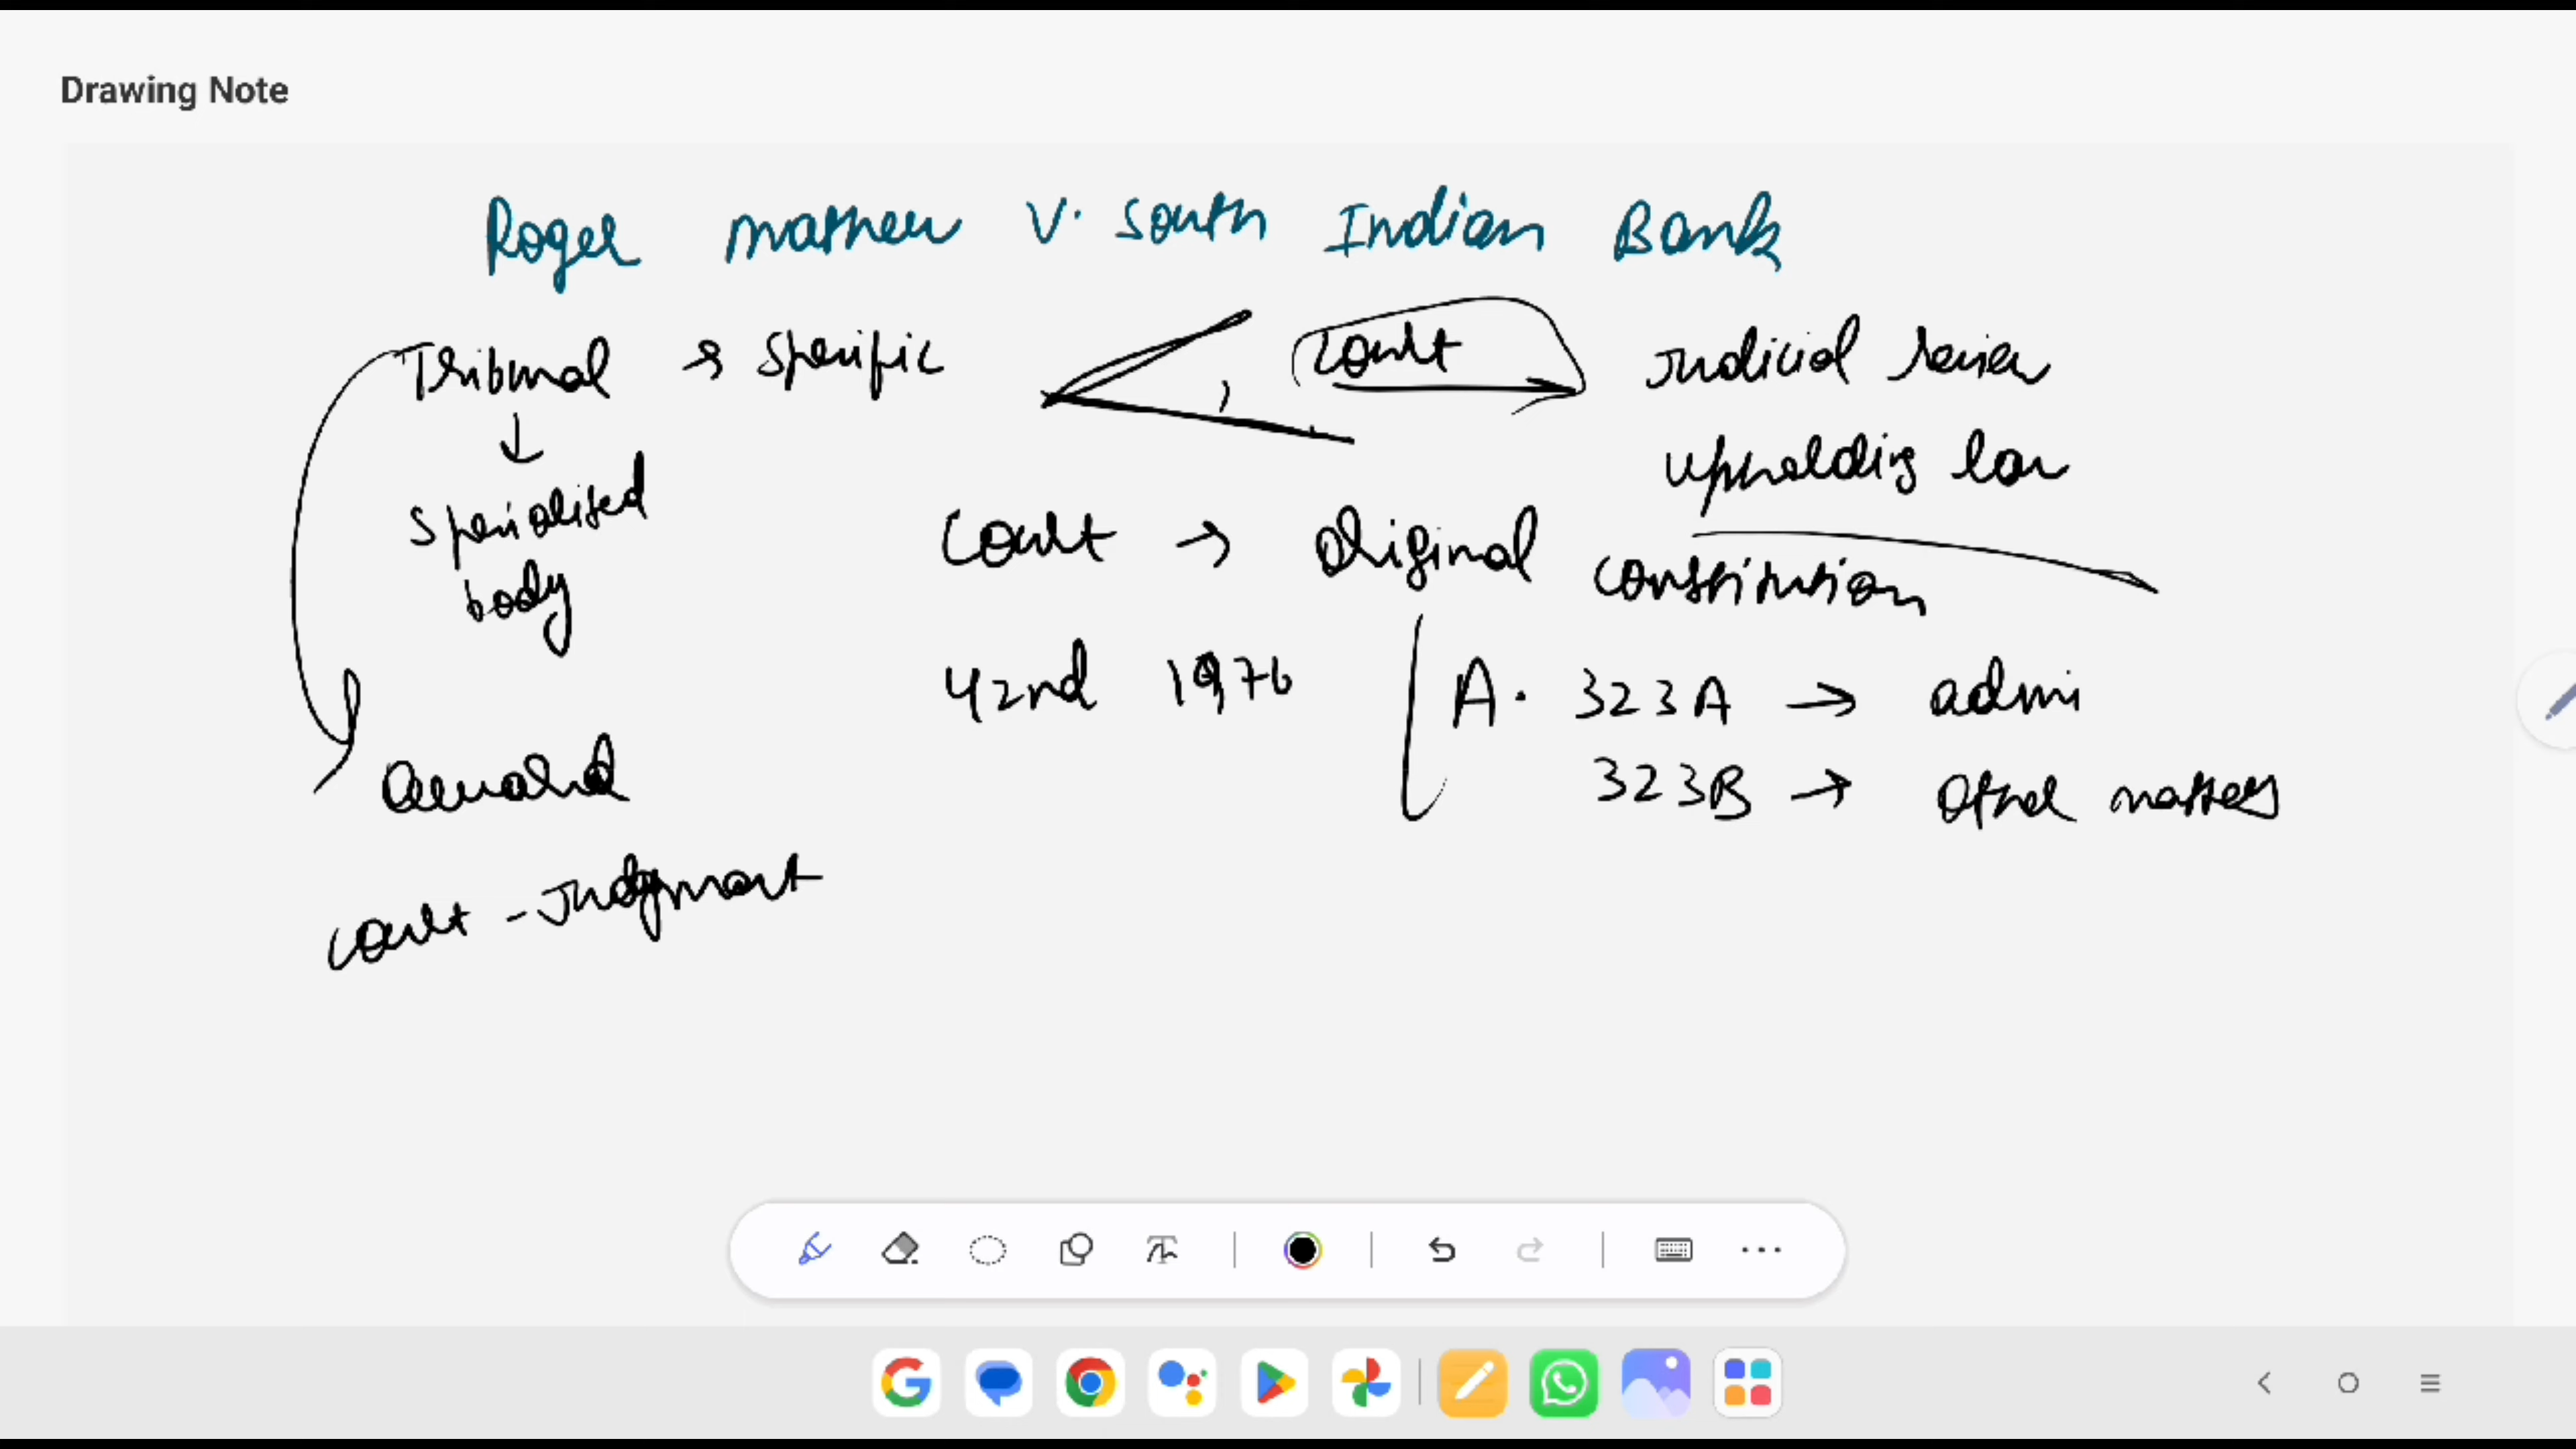 Drawing Note
Roger mathew V. South Indian Bank
Tribunal → specific
Court
Judicial review
upholding law
↓
specialised
body
Court → original constitution
42nd 1976
A. 323A → admi
323B → other matters
Court - Judgment